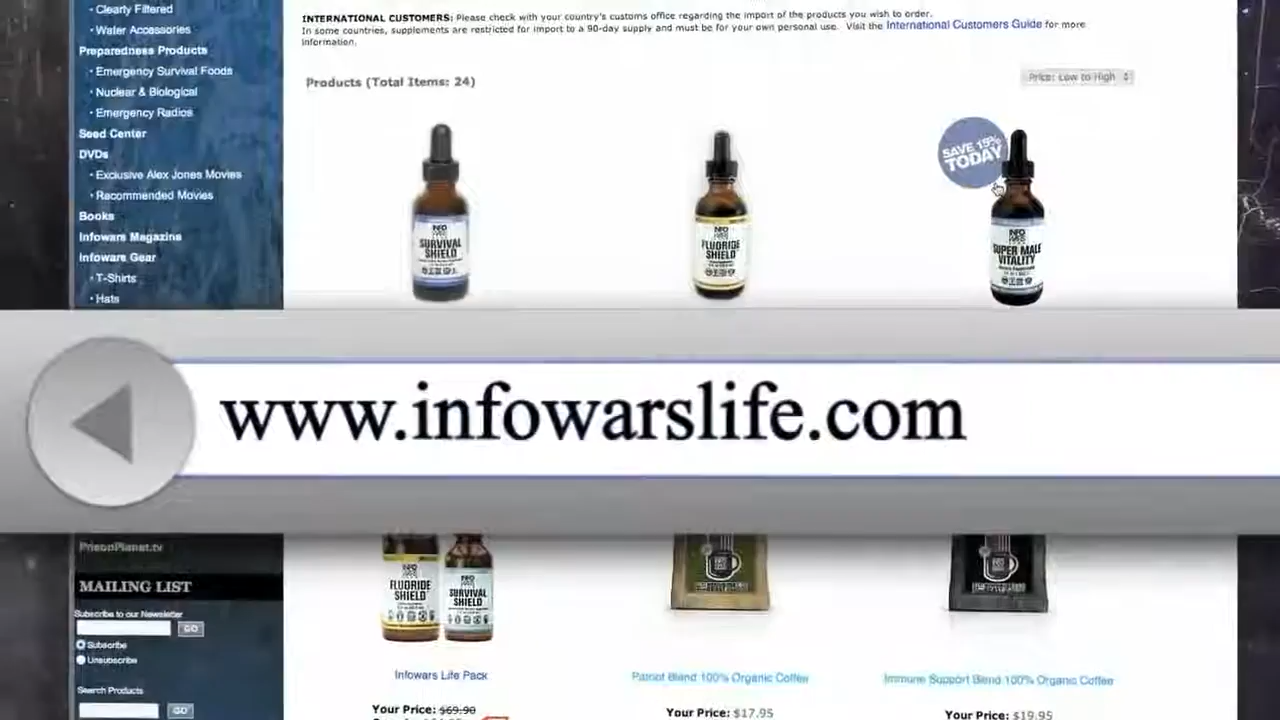 Clearly Filtered
Water Accessories
Preparedness Products
Emergency Survival Foods
Nuclear & Biological
Emergency Radios
Seed Center
DVDs
Exclusive Alex Jones Movies
Recommended Movies
Books
Infowars Magazine
Infowars Gear
T-Shirts
Hats
INTERNATIONAL CUSTOMERS: Please check with your country's customs office regarding the import of the products you wish to order.
In some countries, supplements are restricted for import to a 90-day supply and must be for your own personal use. Visit the International Customers Guide for more
information.
Products (Total Items: 24)
Price: Low to High
SURVIVAL
SHIELD
FLUORIDE
SHIELD
SAVE 15%
TODAY
SUPER MALE
VITALITY
www.infowarslife.com
PrisonPlanet.tv
MAILING LIST
Subscribe to our Newsletter
GO
Subscribe
Unsubscribe
Search Products
GO
FLUORIDE
SHIELD
SURVIVAL
SHIELD
Infowars Life Pack
Your Price: $69.90
Patriot Blend 100% Organic Coffee
Your Price: $17.95
Immune Support Blend 100% Organic Coffee
Your Price: $19.95